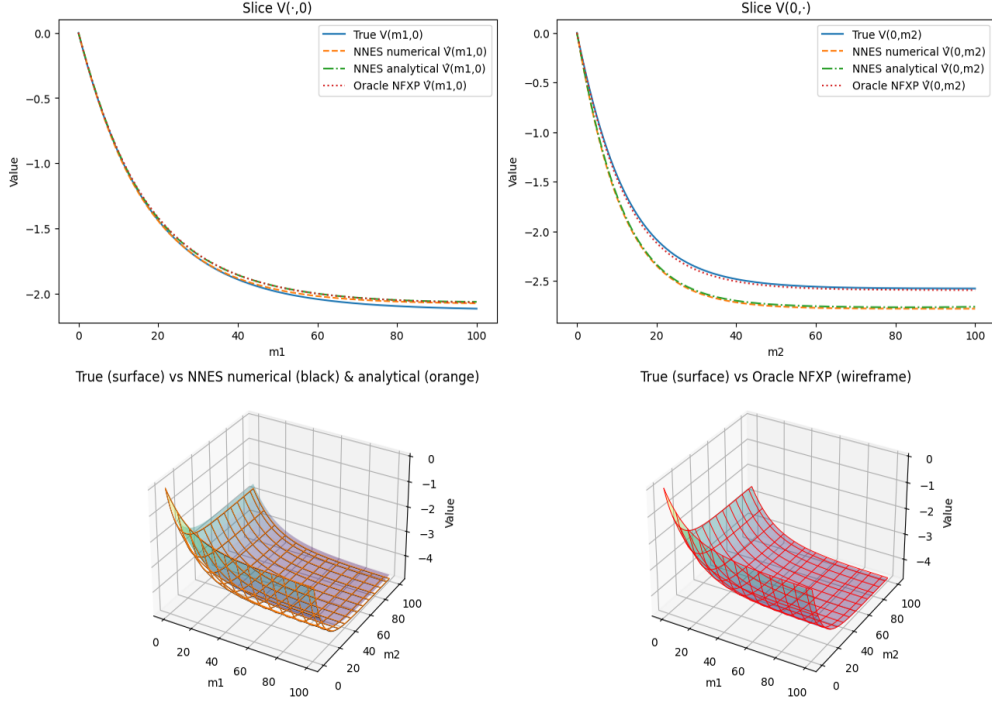 Slice V(·,0)
0.0
−0.5
−1.0
−1.5
−2.0
Value
True V(m1,0)
NNES numerical V̂(m1,0)
NNES analytical V̂(m1,0)
Oracle NFXP V̂(m1,0)
0 20 40 60 80 100
m1
Slice V(0,·)
0.0
−0.5
−1.0
−1.5
−2.0
−2.5
Value
True V(0,m2)
NNES numerical V̂(0,m2)
NNES analytical V̂(0,m2)
Oracle NFXP V̂(0,m2)
0 20 40 60 80 100
m2
True (surface) vs NNES numerical (black) & analytical (orange)
0
−1
−2
−3
−4
Value
0 20 40 60 80 100
m1
0 20 40 60 80 100
m2
True (surface) vs Oracle NFXP (wireframe)
0
−1
−2
−3
−4
Value
0 20 40 60 80 100
m1
0 20 40 60 80 100
m2